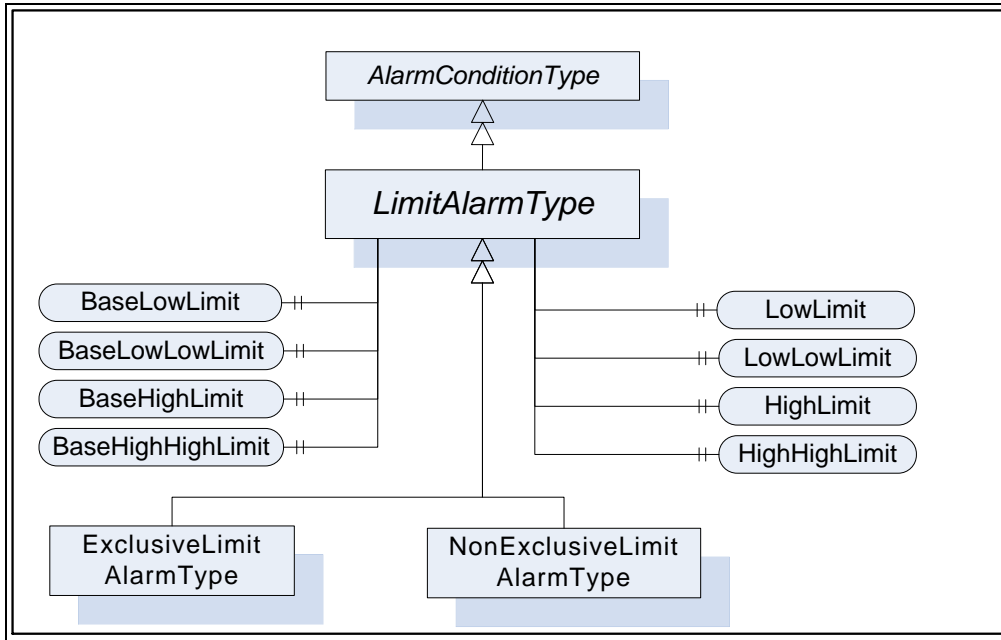 AlarmConditionType
LimitAlarmType
BaseLowLimit
BaseLowLowLimit
BaseHighLimit
BaseHighHighLimit
LowLimit
LowLowLimit
HighLimit
HighHighLimit
ExclusiveLimit
AlarmType
NonExclusiveLimit
AlarmType